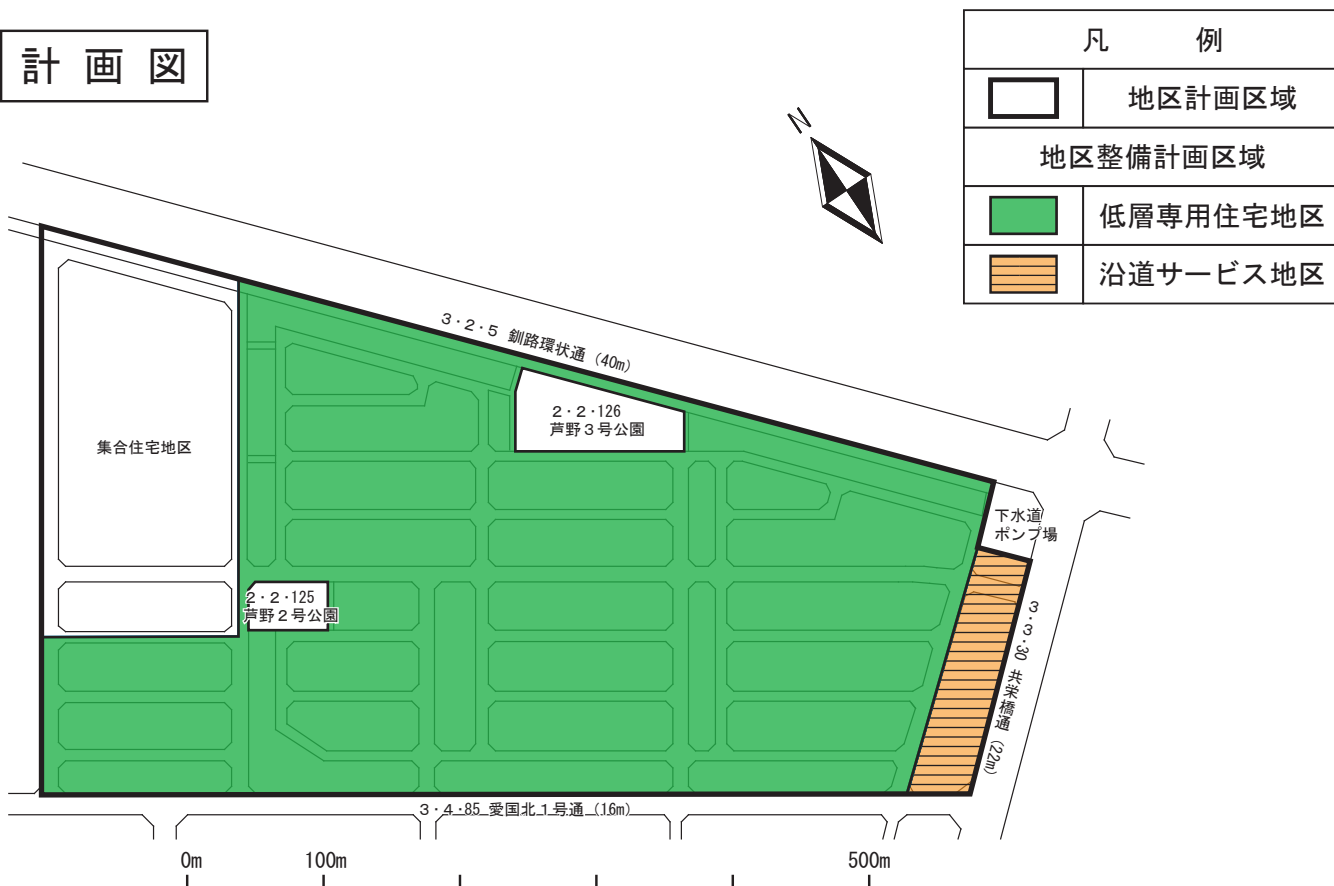 計画図
凡 例
地区計画区域
地区整備計画区域
低層専用住宅地区
沿道サービス地区
N
3・2・5 釧路環状通 (40m)
2・2・126
芦野3号公園
集合住宅地区
下水道
ポンプ場
2・2・125
芦野2号公園
3・3・30 共栄橋通 (22m)
3・4・85 愛国北1号通 (16m)
0m 100m 500m